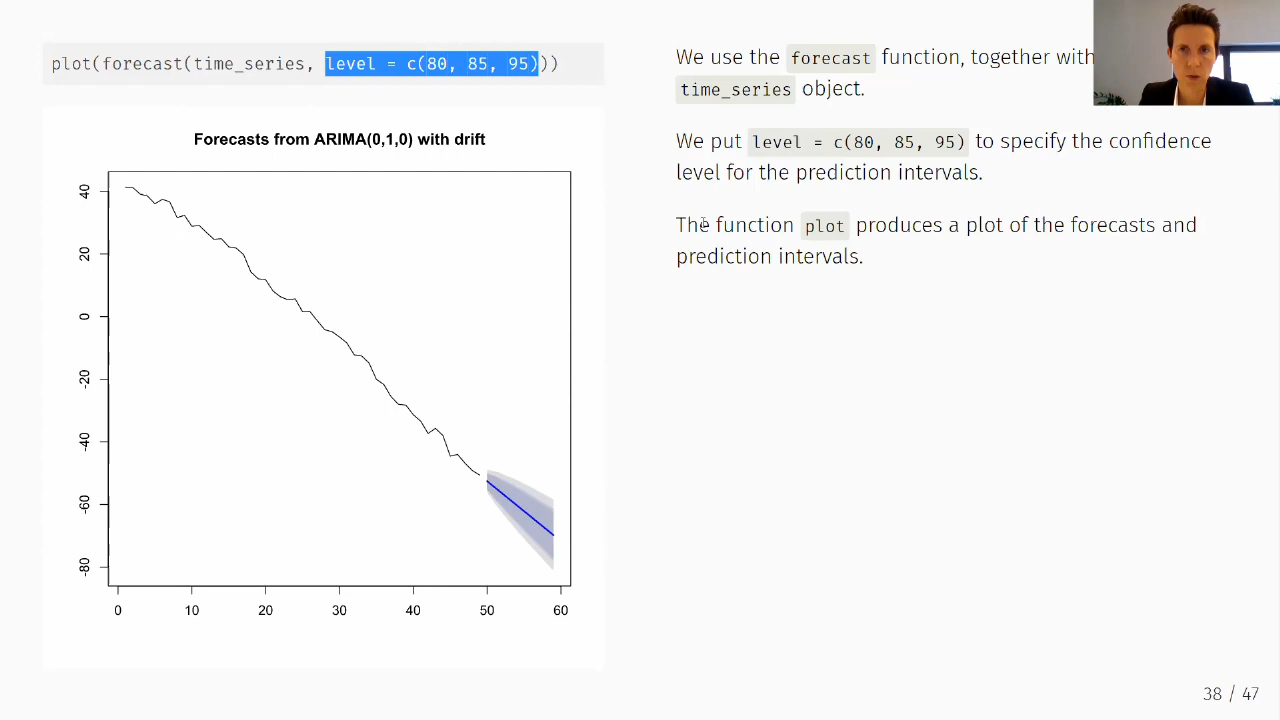 plot(forecast(time_series, level = c(80, 85, 95)))
Forecasts from ARIMA(0,1,0) with drift
40
20
0
-20
-40
-60
-80
0 10 20 30 40 50 60
We use the forecast function, together with
time_series object.
We put level = c(80, 85, 95) to specify the confidence
level for the prediction intervals.
The function plot produces a plot of the forecasts and
prediction intervals.
38 / 47